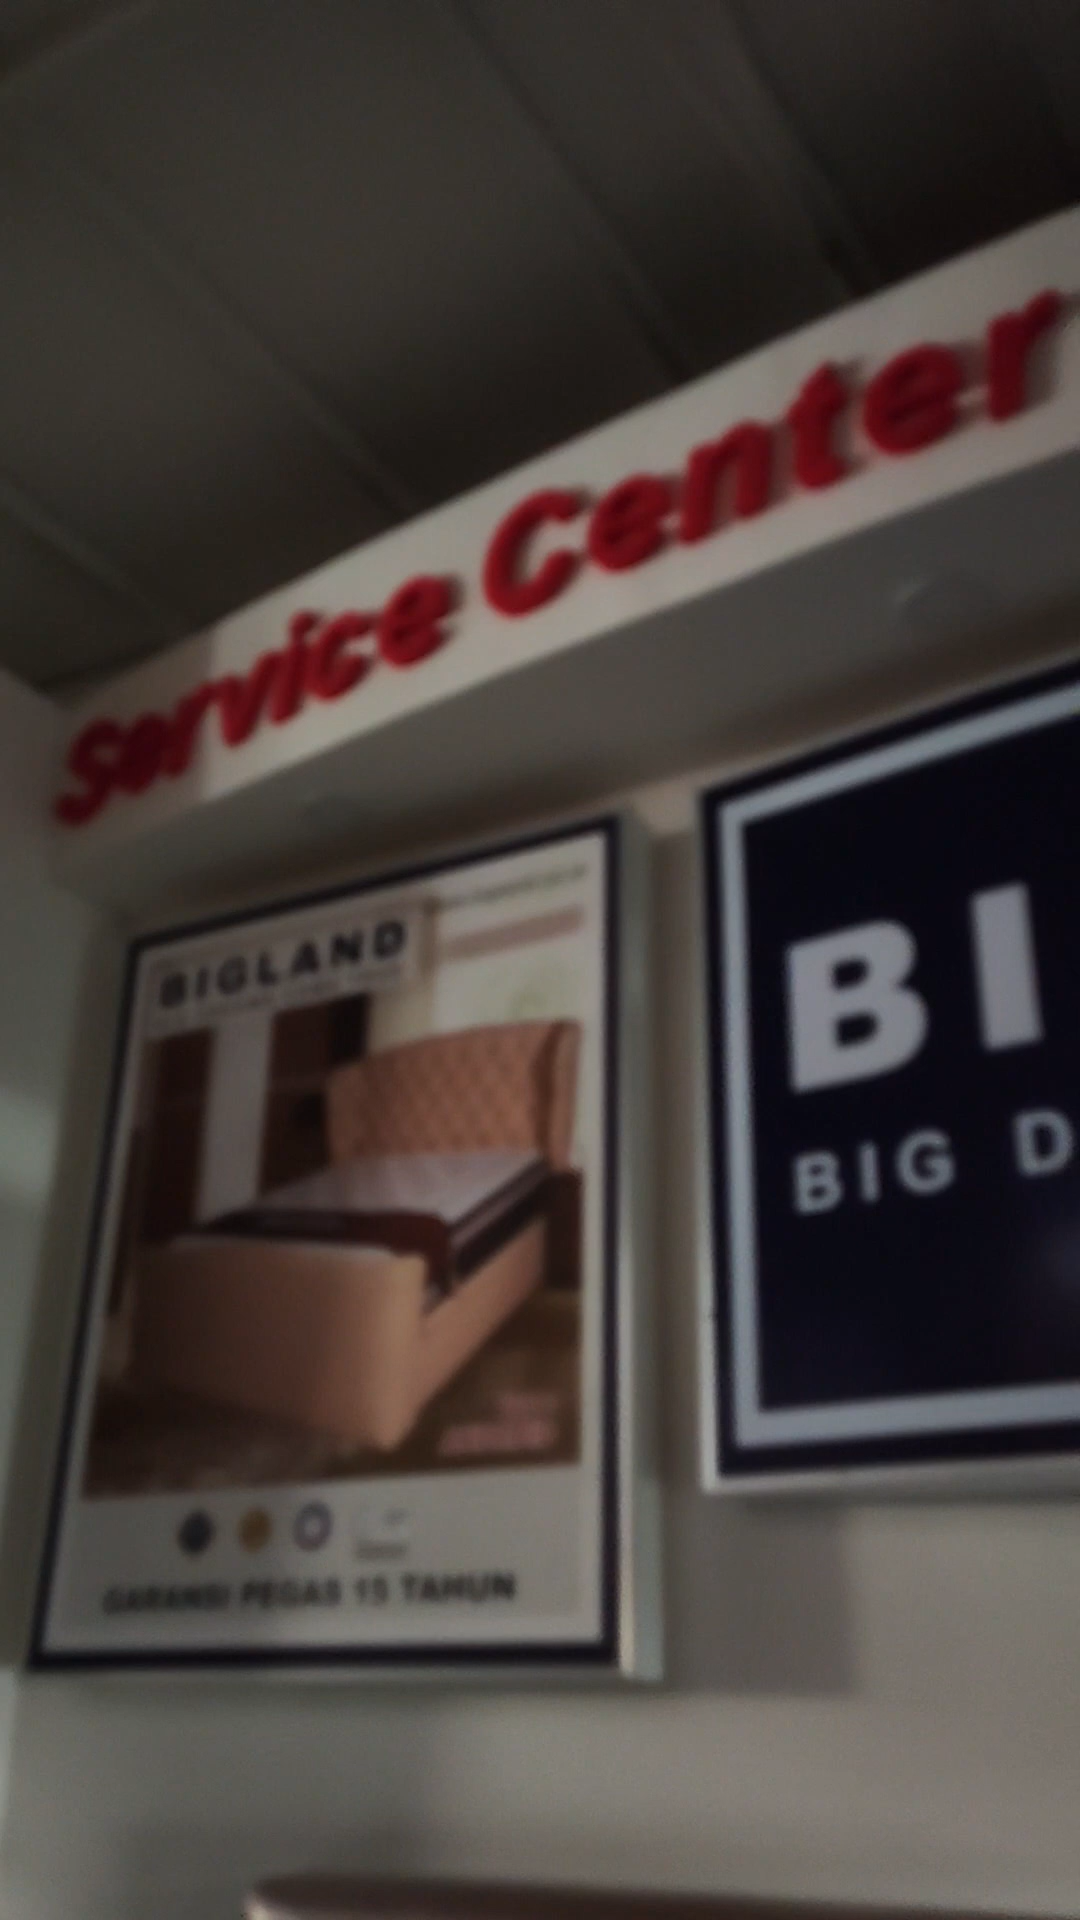 Service Center
BIGLAND
GARANSI PEGAS 15 TAHUN
BI
BIG D